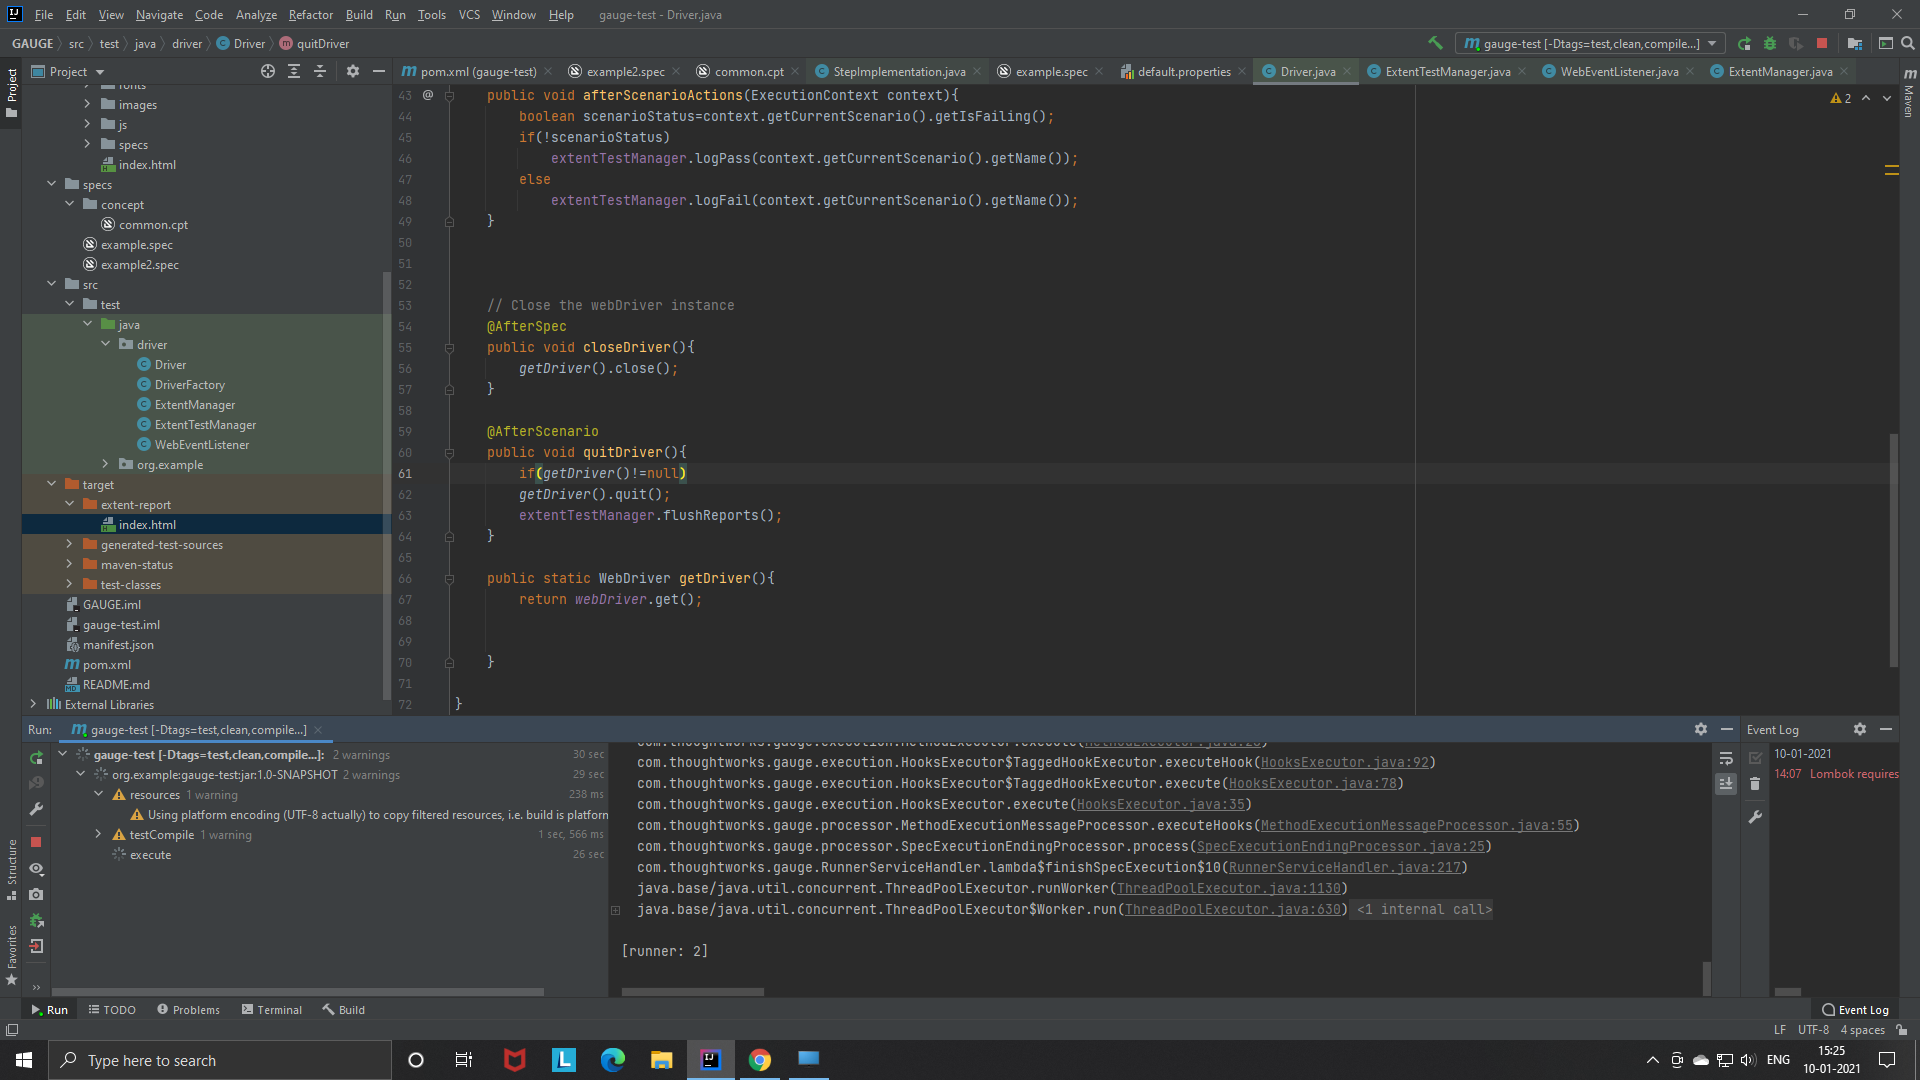 File Edit View Navigate Code Analyze Refactor Build Run Tools VCS Window Help gauge-test - Driver.java
GAUGE src test java driver Driver quitDriver
gauge-test [-Dtags=test,clean,compile...]
Project
pom.xml (gauge-test) example2.spec common.cpt StepImplementation.java example.spec default.properties Driver.java ExtentTestManager.java WebEventListener.java ExtentManager.java
Project
Structure
Favorites
Maven
fonts
images
js
specs
index.html
specs
concept
common.cpt
example.spec
example2.spec
src
test
java
driver
Driver
DriverFactory
ExtentManager
ExtentTestManager
WebEventListener
org.example
target
extent-report
index.html
generated-test-sources
maven-status
test-classes
GAUGE.iml
gauge-test.iml
manifest.json
pom.xml
README.md
External Libraries
2
43 @ public void afterScenarioActions(ExecutionContext context){
44 boolean scenarioStatus=context.getCurrentScenario().getIsFailing();
45 if(!scenarioStatus)
46 extentTestManager.logPass(context.getCurrentScenario().getName());
47 else
48 extentTestManager.logFail(context.getCurrentScenario().getName());
49 }
50
51
52
53 // Close the webDriver instance
54 @AfterSpec
55 public void closeDriver(){
56 getDriver().close();
57 }
58
59 @AfterScenario
60 public void quitDriver(){
61 if(getDriver()!=null)
62 getDriver().quit();
63 extentTestManager.flushReports();
64 }
65
66 public static WebDriver getDriver(){
67 return webDriver.get();
68
69
70 }
71
72 }
Run: gauge-test [-Dtags=test,clean,compile...]
gauge-test [-Dtags=test,clean,compile...]: 2 warnings 30 sec
org.example:gauge-test:jar:1.0-SNAPSHOT 2 warnings 29 sec
resources 1 warning 238 ms
Using platform encoding (UTF-8 actually) to copy filtered resources, i.e. build is platform
testCompile 1 warning 1 sec, 566 ms
execute 26 sec
com.thoughtworks.gauge.execution.MethodExecutor.execute(MethodExecutor.java:26)
com.thoughtworks.gauge.execution.HooksExecutor$TaggedHookExecutor.executeHook(HooksExecutor.java:92)
com.thoughtworks.gauge.execution.HooksExecutor$TaggedHookExecutor.execute(HooksExecutor.java:78)
com.thoughtworks.gauge.execution.HooksExecutor.execute(HooksExecutor.java:35)
com.thoughtworks.gauge.processor.MethodExecutionMessageProcessor.executeHooks(MethodExecutionMessageProcessor.java:55)
com.thoughtworks.gauge.processor.SpecExecutionEndingProcessor.process(SpecExecutionEndingProcessor.java:25)
com.thoughtworks.gauge.RunnerServiceHandler.lambda$finishSpecExecution$10(RunnerServiceHandler.java:217)
java.base/java.util.concurrent.ThreadPoolExecutor.runWorker(ThreadPoolExecutor.java:1130)
java.base/java.util.concurrent.ThreadPoolExecutor$Worker.run(ThreadPoolExecutor.java:630) <1 internal call>
[runner: 2]
Event Log
10-01-2021
14:07 Lombok requires
Run TODO Problems Terminal Build Event Log
LF UTF-8 4 spaces
Type here to search
ENG
15:25
10-01-2021